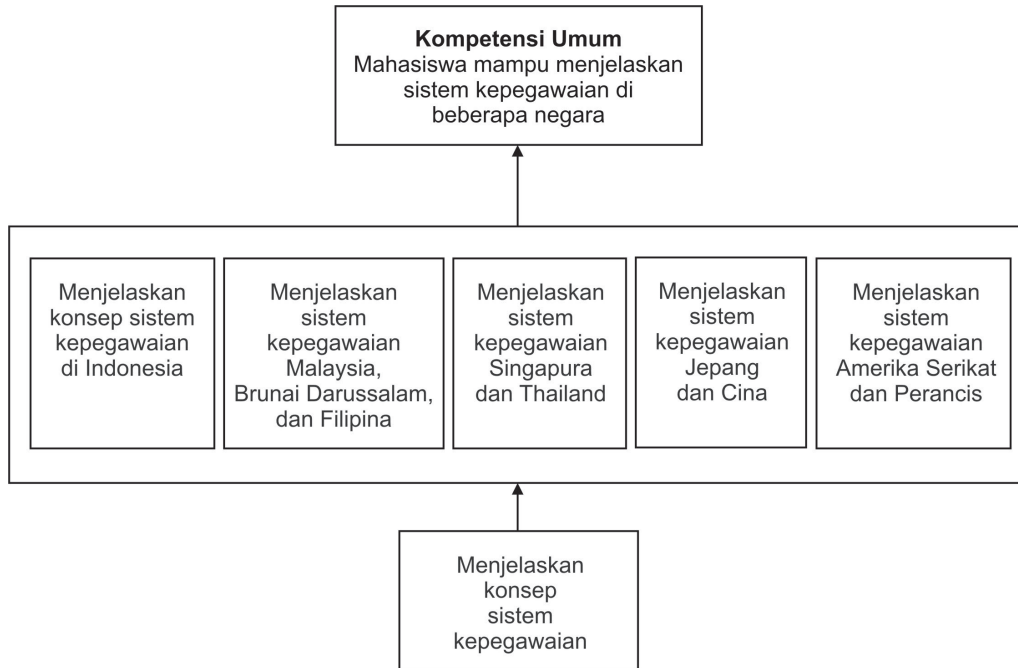 Kompetensi Umum
Mahasiswa mampu menjelaskan
sistem kepegawaian di
beberapa negara
Menjelaskan
konsep sistem
kepegawaian
di Indonesia
Menjelaskan
sistem
kepegawaian
Malaysia,
Brunai Darussalam,
dan Filipina
Menjelaskan
sistem
kepegawaian
Singapura
dan Thailand
Menjelaskan
sistem
kepegawaian
Jepang
dan Cina
Menjelaskan
sistem
kepegawaian
Amerika Serikat
dan Perancis
Menjelaskan
konsep
sistem
kepegawaian